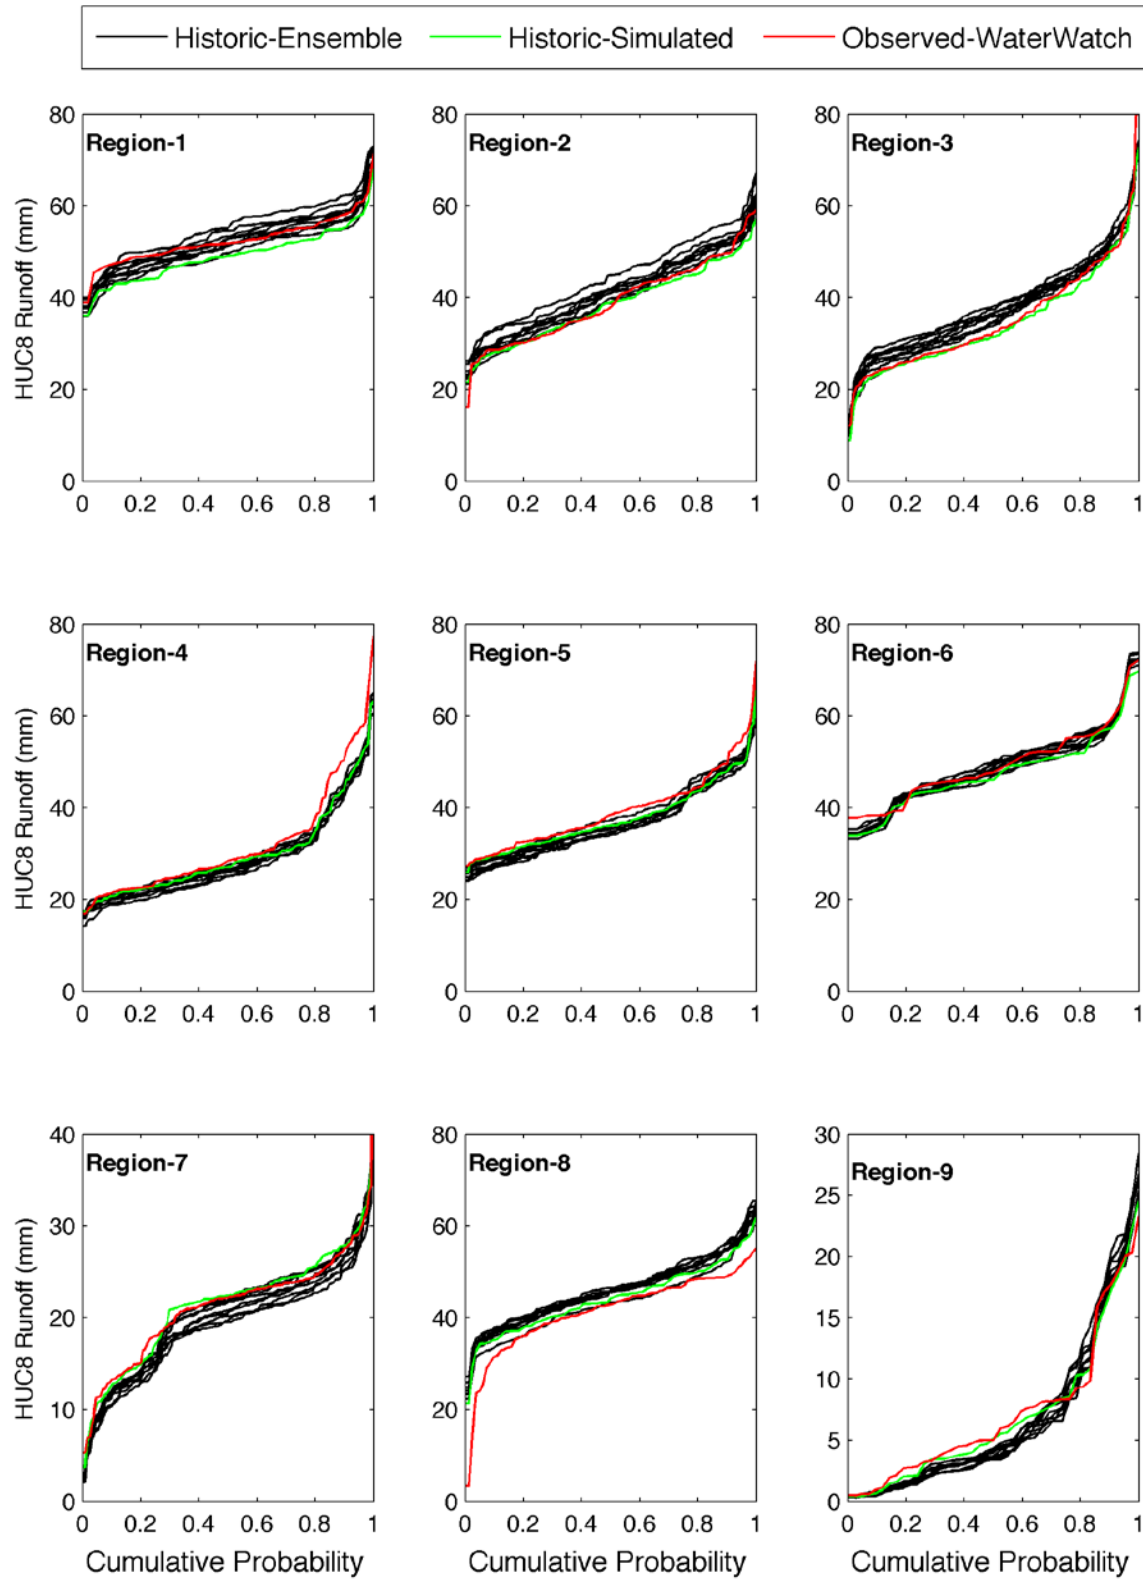 Historic-Ensemble Historic-Simulated Observed-WaterWatch
Region-1
Region-2
Region-3
HUC8 Runoff (mm)
80
60
40
20
0
0 0.2 0.4 0.6 0.8 1
80
60
40
20
0
0 0.2 0.4 0.6 0.8 1
80
60
40
20
0
0 0.2 0.4 0.6 0.8 1
Region-4
Region-5
Region-6
HUC8 Runoff (mm)
80
60
40
20
0
0 0.2 0.4 0.6 0.8 1
80
60
40
20
0
0 0.2 0.4 0.6 0.8 1
80
60
40
20
0
0 0.2 0.4 0.6 0.8 1
Region-7
Region-8
Region-9
HUC8 Runoff (mm)
40
30
20
10
0
0 0.2 0.4 0.6 0.8 1
80
60
40
20
0
0 0.2 0.4 0.6 0.8 1
30
25
20
15
10
5
0
0 0.2 0.4 0.6 0.8 1
Cumulative Probability
Cumulative Probability
Cumulative Probability